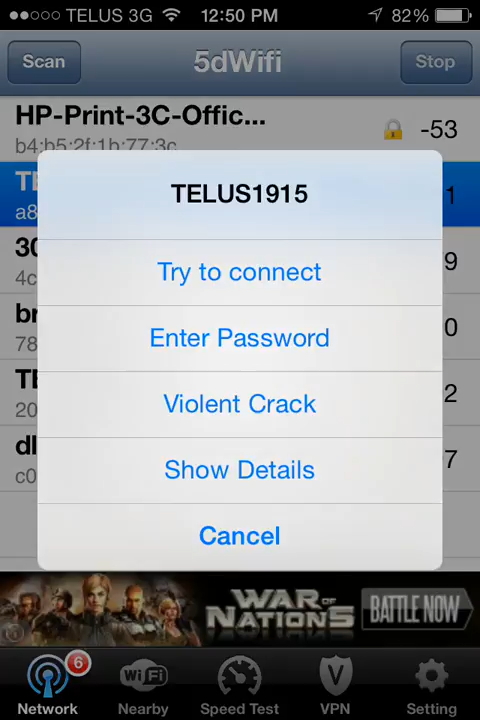 TELUS 3G 12:50 PM 82%
Scan 5dWifi Stop
HP-Print-3C-Offic...
-53
b4:b5:2f:1b:77:3c
TELUS1915
Try to connect
Enter Password
Violent Crack
Show Details
Cancel
WAR OF NATIONS BATTLE NOW
6
Network Nearby Speed Test VPN Setting